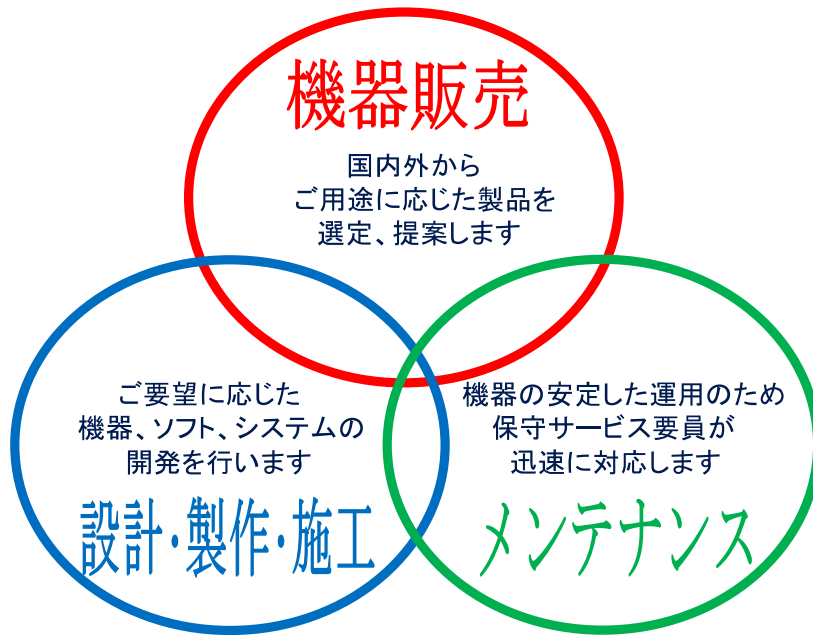 機器販売
国内外から
ご用途に応じた製品を
選定、提案します
ご要望に応じた
機器、ソフト、システムの
開発を行います
設計・製作・施工
機器の安定した運用のため
保守サービス要員が
迅速に対応します
メンテナンス